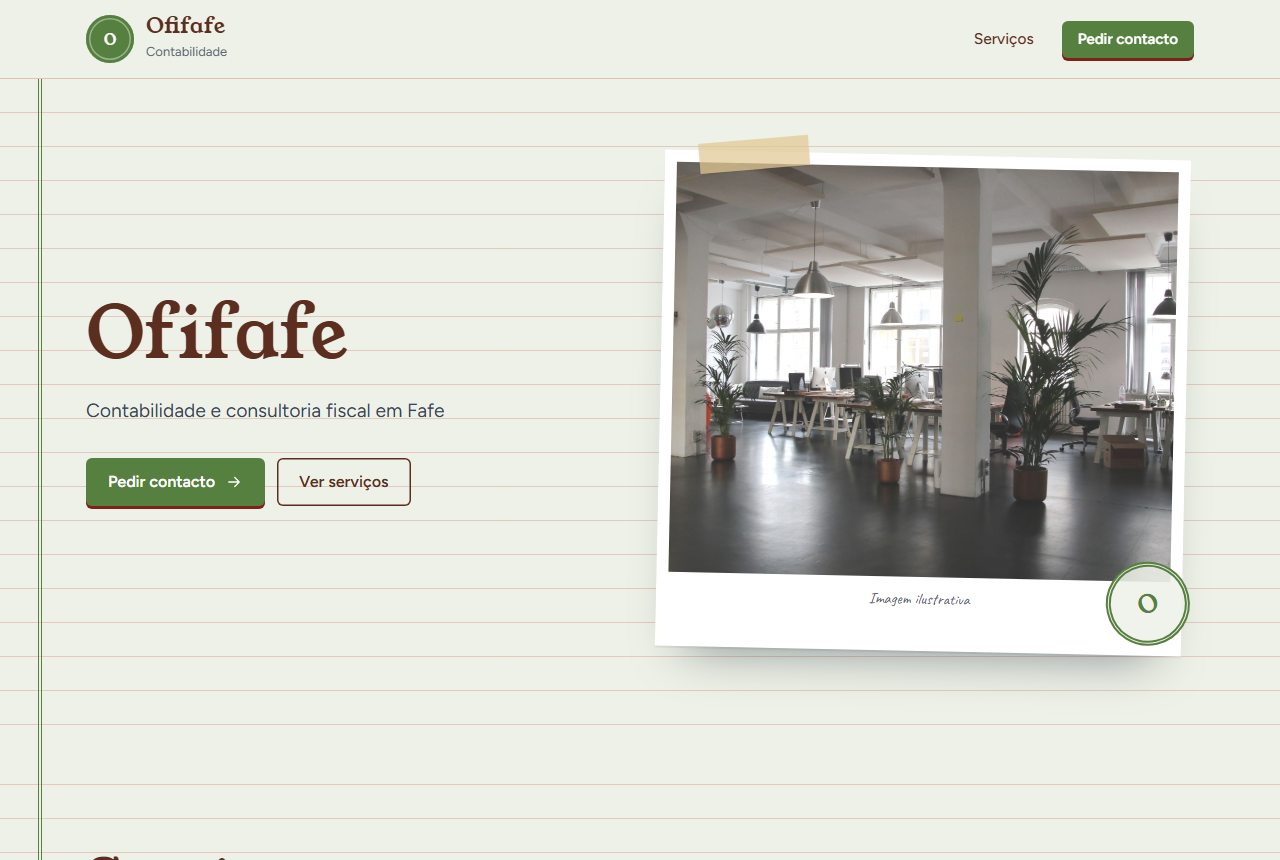 O
Ofifafe
Contabilidade
Serviços
Pedir contacto
Ofifafe
Contabilidade e consultoria fiscal em Fafe
Pedir contacto →
Ver serviços
Imagem ilustrativa
O